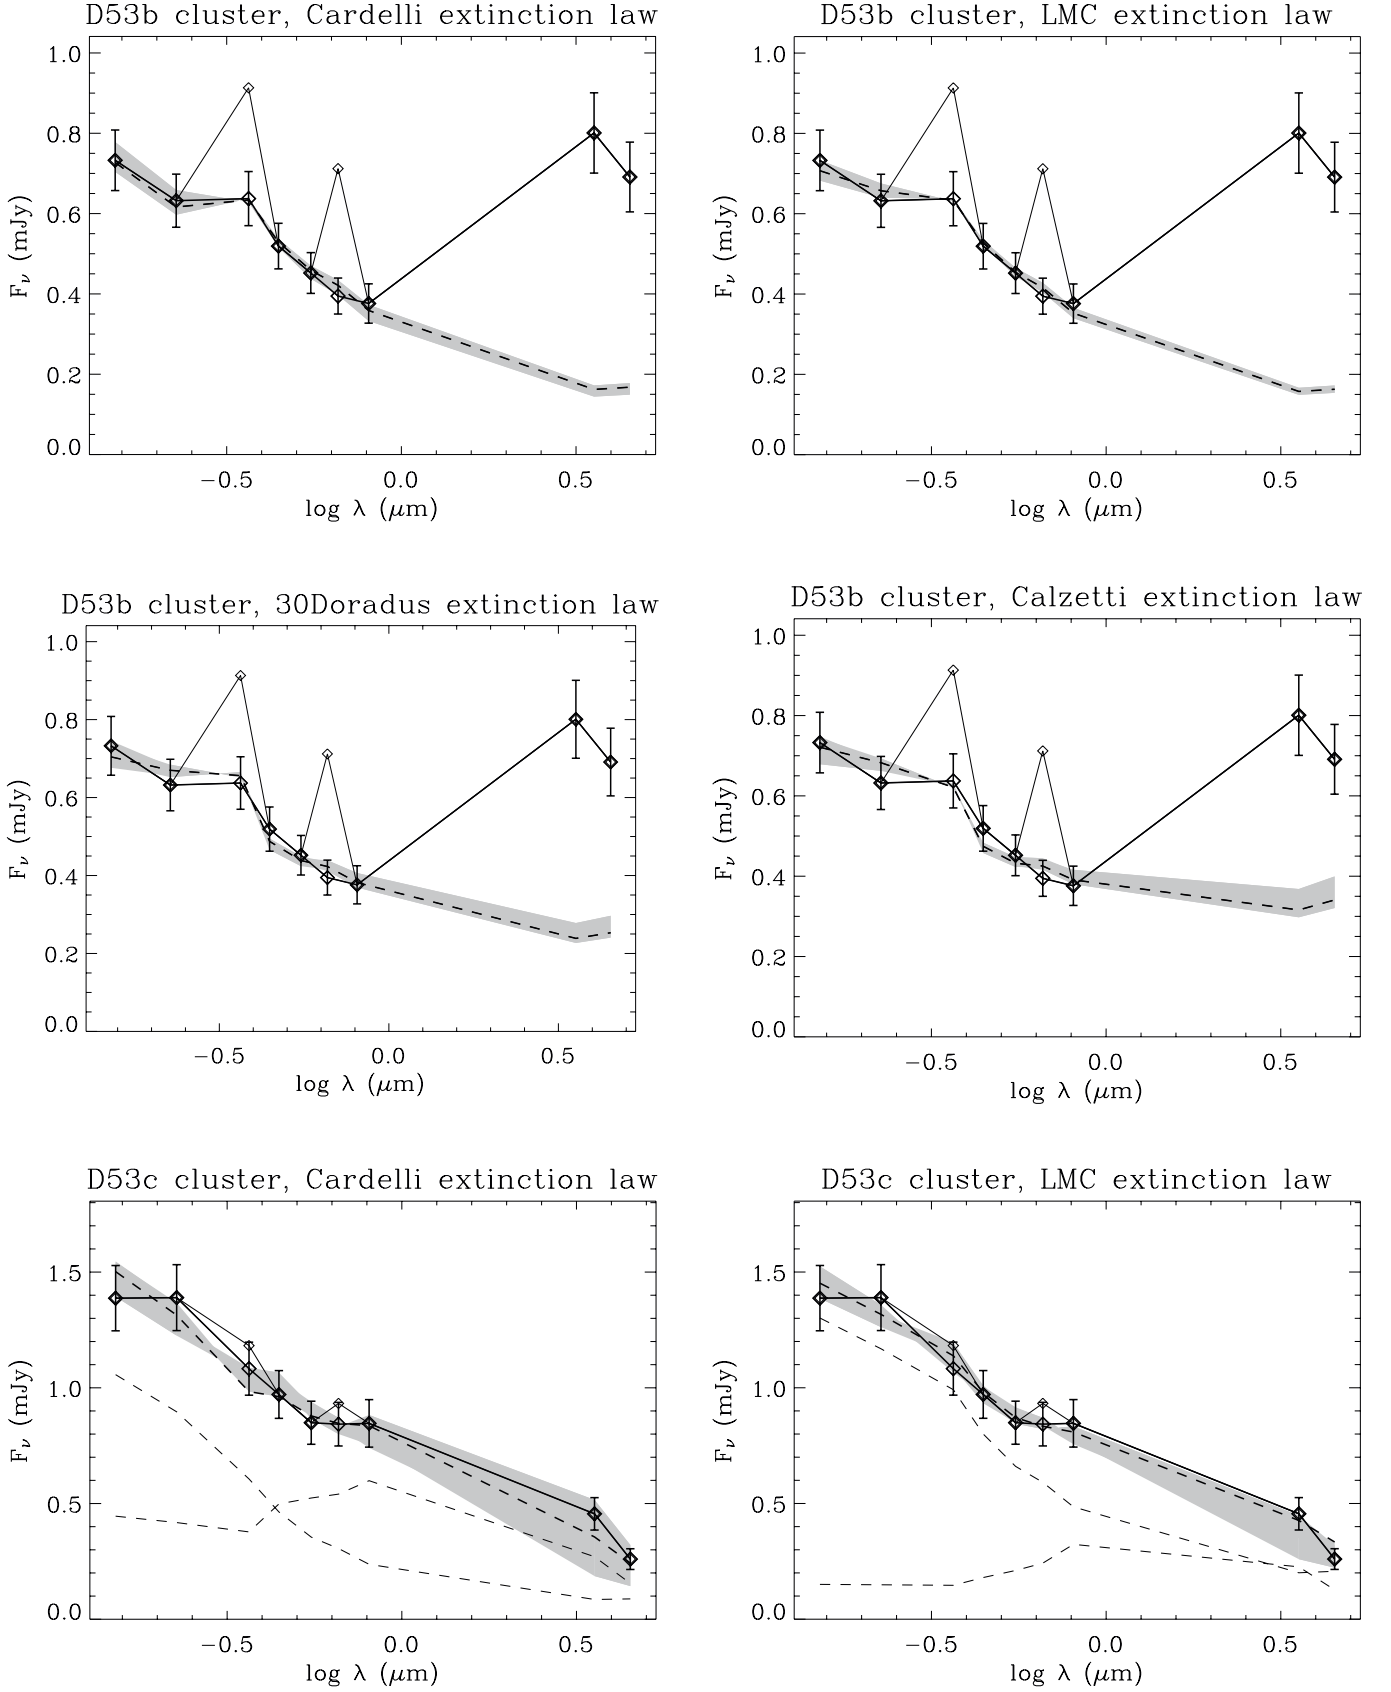 D53b cluster, Cardelli extinction law
1.0
0.8
0.6
0.4
0.2
0.0
Fν (mJy)
−0.5 0.0 0.5
log λ (μm)
D53b cluster, LMC extinction law
1.0
0.8
0.6
0.4
0.2
0.0
Fν (mJy)
−0.5 0.0 0.5
log λ (μm)
D53b cluster, 30Doradus extinction law
1.0
0.8
0.6
0.4
0.2
0.0
Fν (mJy)
−0.5 0.0 0.5
log λ (μm)
D53b cluster, Calzetti extinction law
1.0
0.8
0.6
0.4
0.2
0.0
Fν (mJy)
−0.5 0.0 0.5
log λ (μm)
D53c cluster, Cardelli extinction law
1.5
1.0
0.5
0.0
Fν (mJy)
−0.5 0.0 0.5
log λ (μm)
D53c cluster, LMC extinction law
1.5
1.0
0.5
0.0
Fν (mJy)
−0.5 0.0 0.5
log λ (μm)